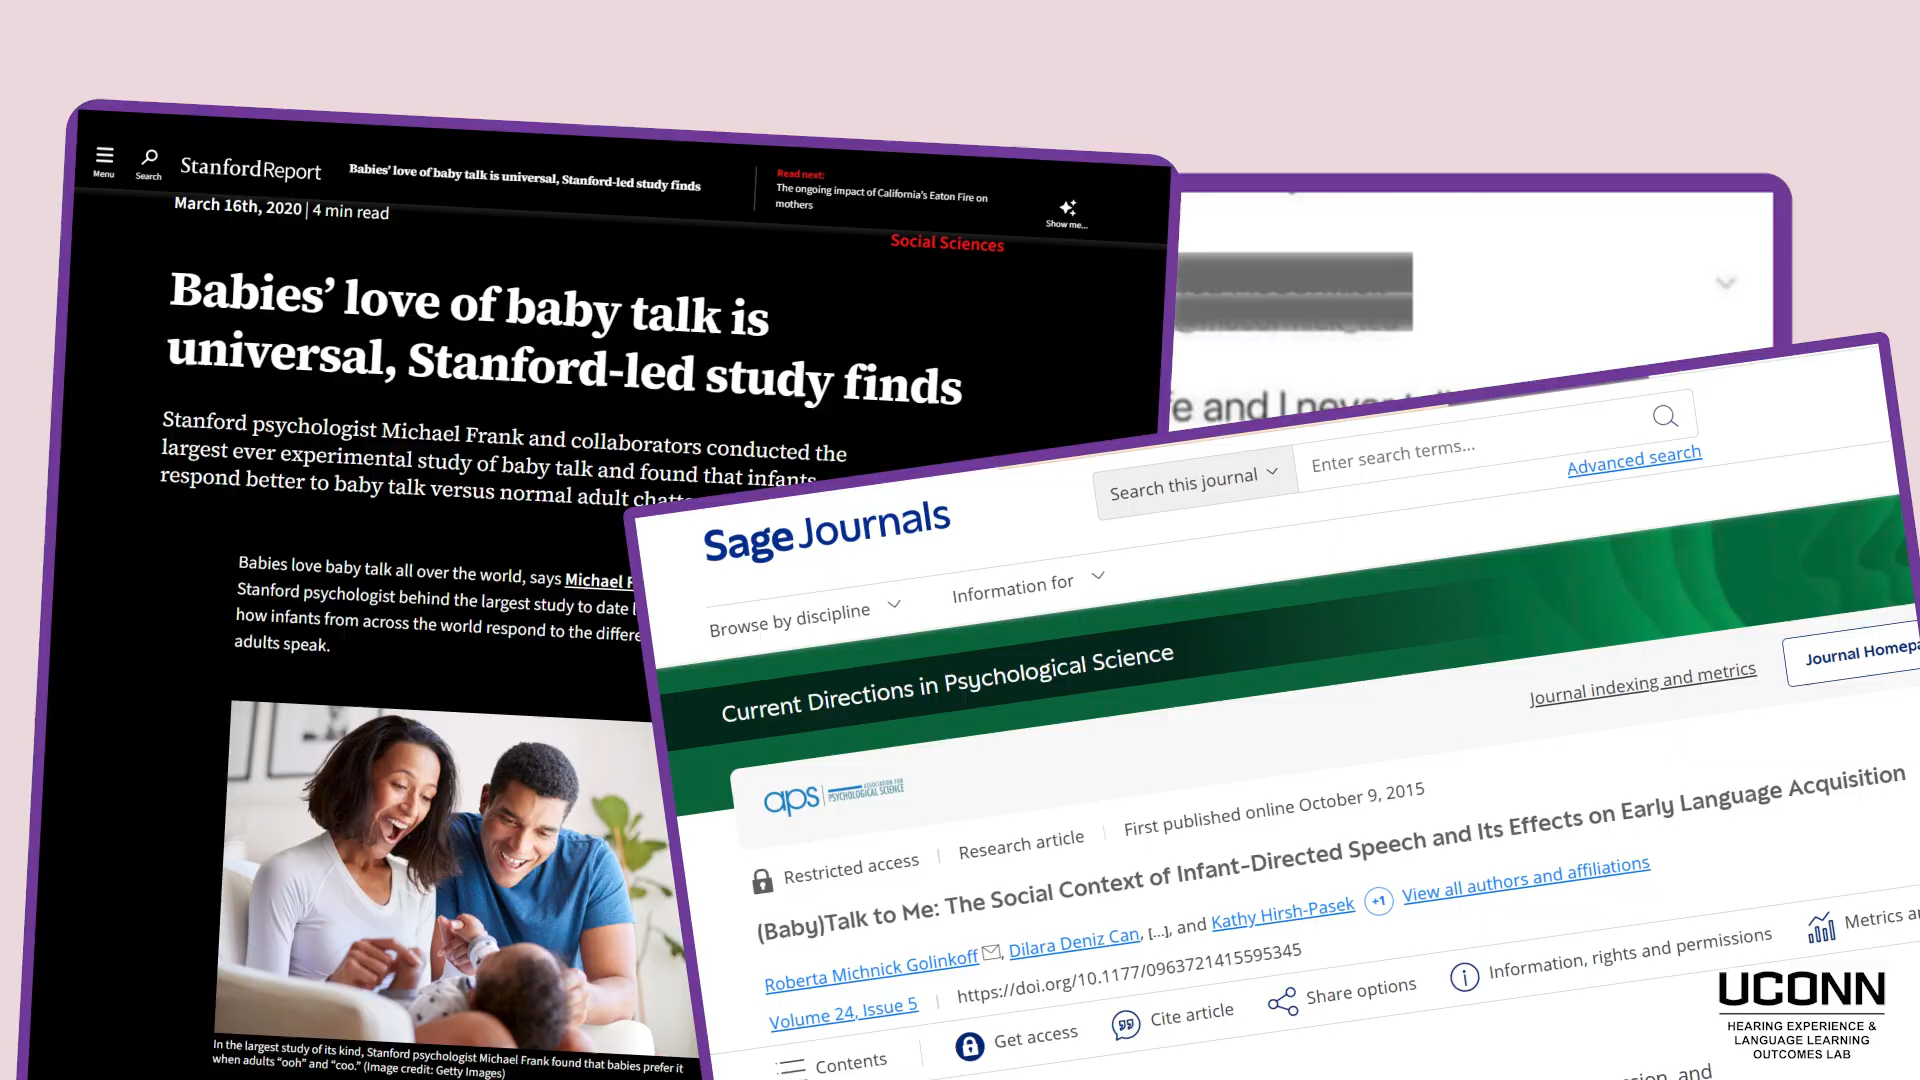 Menu
Search
StanfordReport
Babies’ love of baby talk is universal, Stanford-led study finds
Read next:
The ongoing impact of California’s Eaton Fire on
mothers
Show me...
March 16th, 2020 | 4 min read
Social Sciences
Babies’ love of baby talk is
universal, Stanford-led study finds
Stanford psychologist Michael Frank and collaborators conducted the
largest ever experimental study of baby talk and found that infants
respond better to baby talk versus normal adult
Babies love baby talk all over the world, says Michael
Stanford psychologist behind the largest study to date
how infants from across the world respond to the
adults speak.
In the largest study of its kind, Stanford psychologist Michael Frank found that babies prefer it
when adults “ooh” and “coo.” (Image credit: Getty Images)
and I never
Sage Journals
Search this journal
Enter search terms...
Advanced search
Browse by discipline
Information for
Current Directions in Psychological Science
Journal indexing and metrics
Journal
aps
ASSOCIATION FOR
PSYCHOLOGICAL SCIENCE
Restricted access
Research article
First published online October 9, 2015
(Baby)Talk to Me: The Social Context of Infant-Directed Speech and Its Effects on Early Language Acquisition
Roberta Michnick Golinkoff, Dilara Deniz Can, [...], and Kathy Hirsh-Pasek +1 View all authors and affiliations
Volume 24, Issue 5
https://doi.org/10.1177/0963721415595345
Contents
Get access
Cite article
Share options
Information, rights and permissions
Metrics
and
UCONN
HEARING EXPERIENCE &
LANGUAGE LEARNING
OUTCOMES LAB